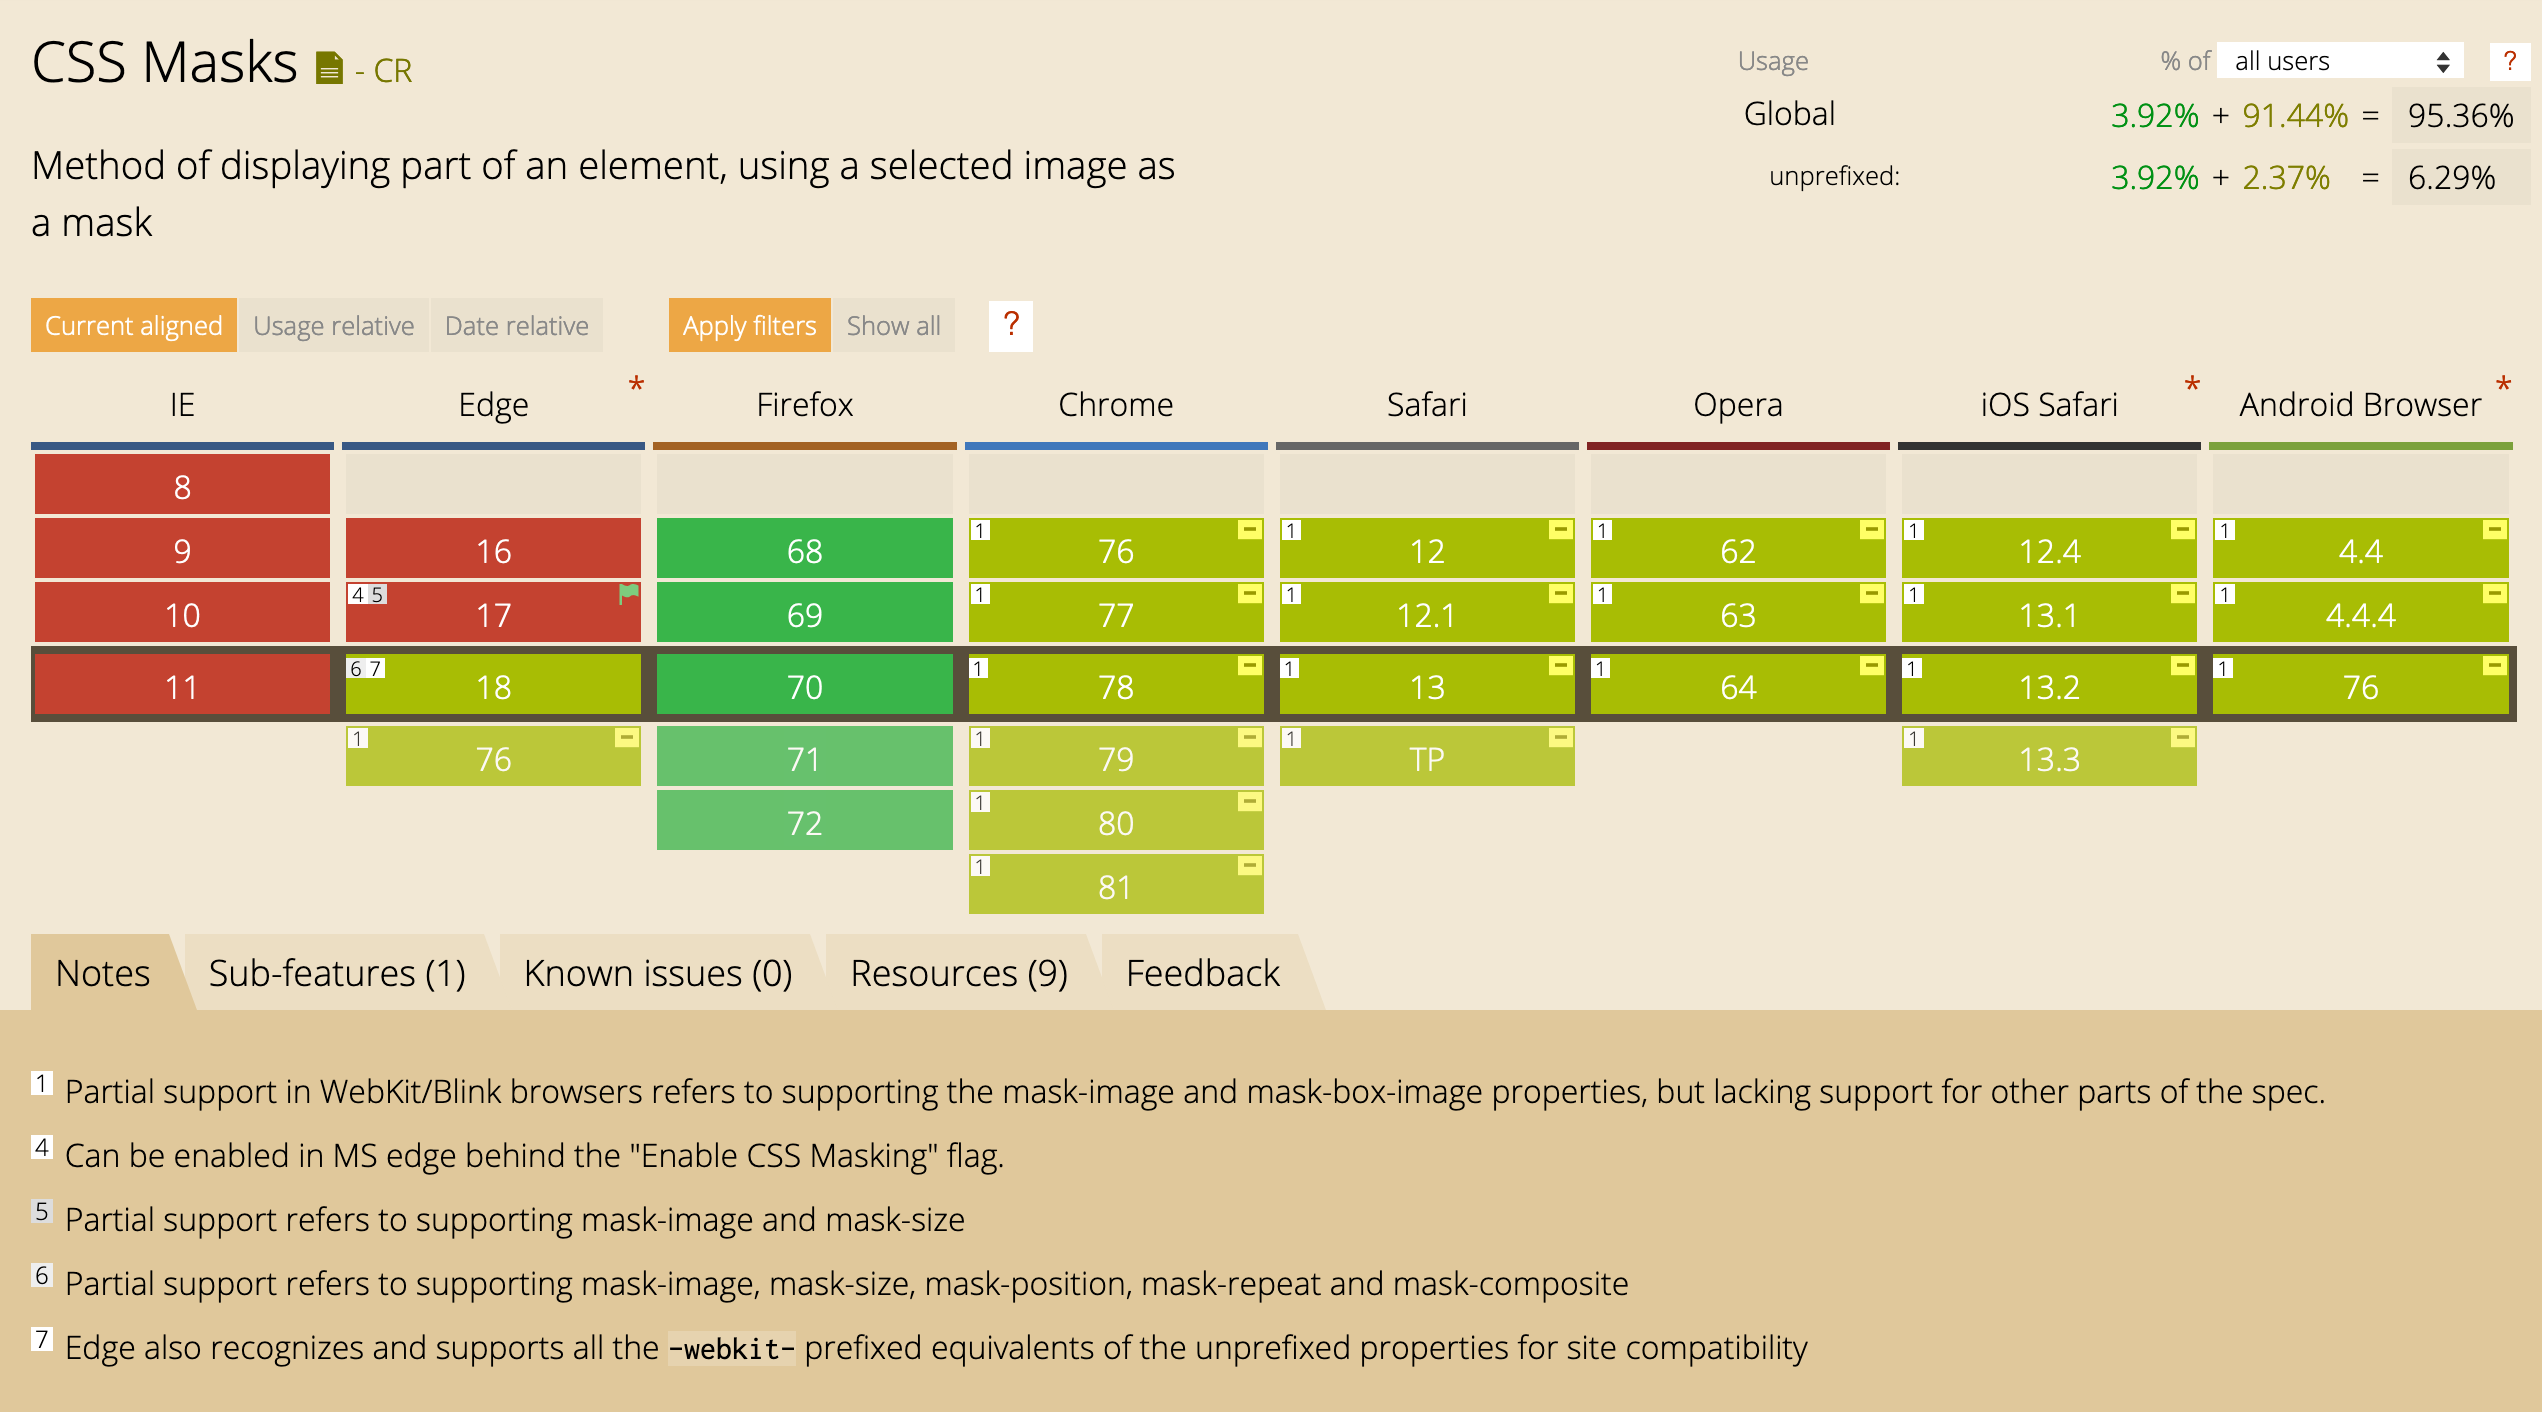 CSS Masks - CR
Usage % of all users ?
Global 3.92% + 91.44% = 95.36%
unprefixed: 3.92% + 2.37% = 6.29%
Method of displaying part of an element, using a selected image as
a mask
Current aligned Usage relative Date relative Apply filters Show all ?
IE Edge * Firefox Chrome Safari Opera iOS Safari * Android Browser *
8
9 16 68 1 76 1 12 1 62 1 12.4 1 4.4
10 4 5 17 69 1 77 1 12.1 1 63 1 13.1 1 4.4.4
11 6 7 18 70 1 78 1 13 1 64 1 13.2 1 76
1 76 71 1 79 1 TP 1 13.3
72 1 80
1 81
Notes Sub-features (1) Known issues (0) Resources (9) Feedback
1 Partial support in WebKit/Blink browsers refers to supporting the mask-image and mask-box-image properties, but lacking support for other parts of the spec.
4 Can be enabled in MS edge behind the "Enable CSS Masking" flag.
5 Partial support refers to supporting mask-image and mask-size
6 Partial support refers to supporting mask-image, mask-size, mask-position, mask-repeat and mask-composite
7 Edge also recognizes and supports all the -webkit- prefixed equivalents of the unprefixed properties for site compatibility